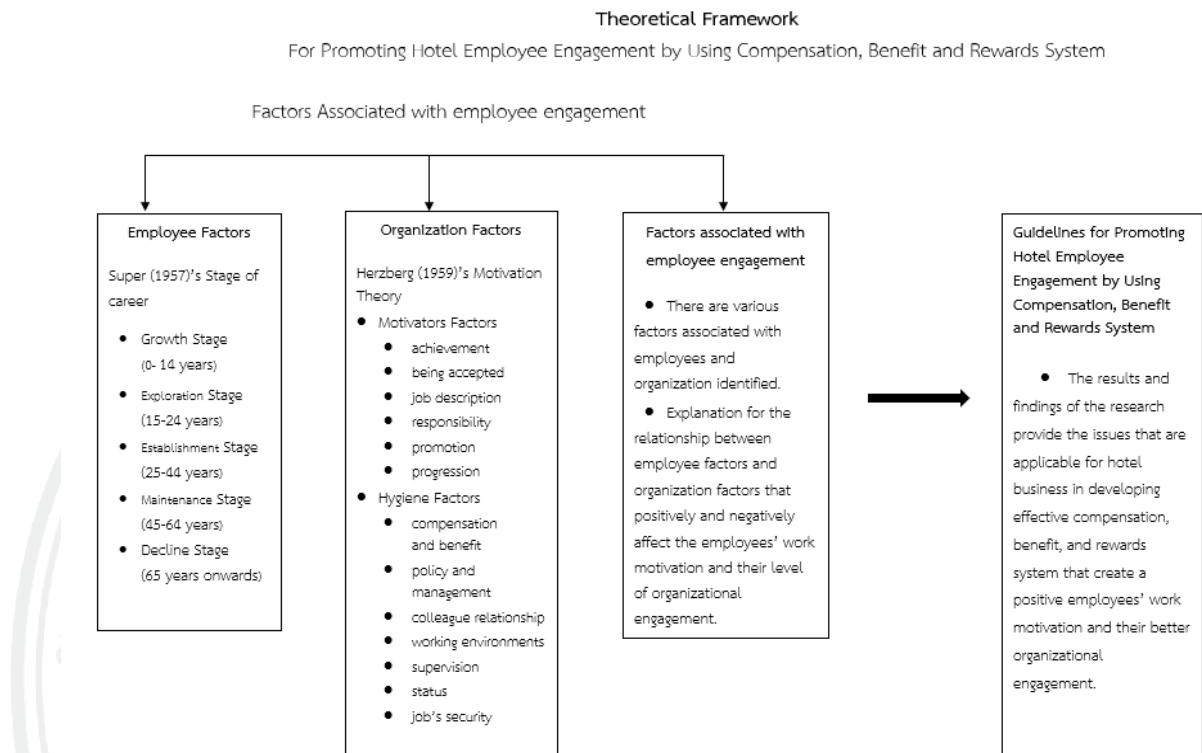 Theoretical Framework
For Promoting Hotel Employee Engagement by Using Compensation, Benefit and Rewards System
Factors Associated with employee engagement
Employee Factors
Super (1957)'s Stage of
career
● Growth Stage
(0- 14 years)
● Exploration Stage
(15-24 years)
● Establishment Stage
(25-44 years)
● Maintenance Stage
(45-64 years)
● Decline Stage
(65 years onwards)
Organization Factors
Herzberg (1959)'s Motivation
Theory
● Motivators Factors
● achievement
● being accepted
● job description
● responsibility
● promotion
● progression
● Hygiene Factors
● compensation
and benefit
● policy and
management
● colleague relationship
● working environments
● supervision
● status
● job's security
Factors associated with
employee engagement
● There are various
factors associated with
employees and
organization identified.
● Explanation for the
relationship between
employee factors and
organization factors that
positively and negatively
affect the employees' work
motivation and their level
of organizational
engagement.
Guidelines for Promoting
Hotel Employee
Engagement by Using
Compensation, Benefit
and Rewards System
● The results and
findings of the research
provide the issues that are
applicable for hotel
business in developing
effective compensation,
benefit, and rewards
system that create a
positive employees' work
motivation and their better
organizational
engagement.